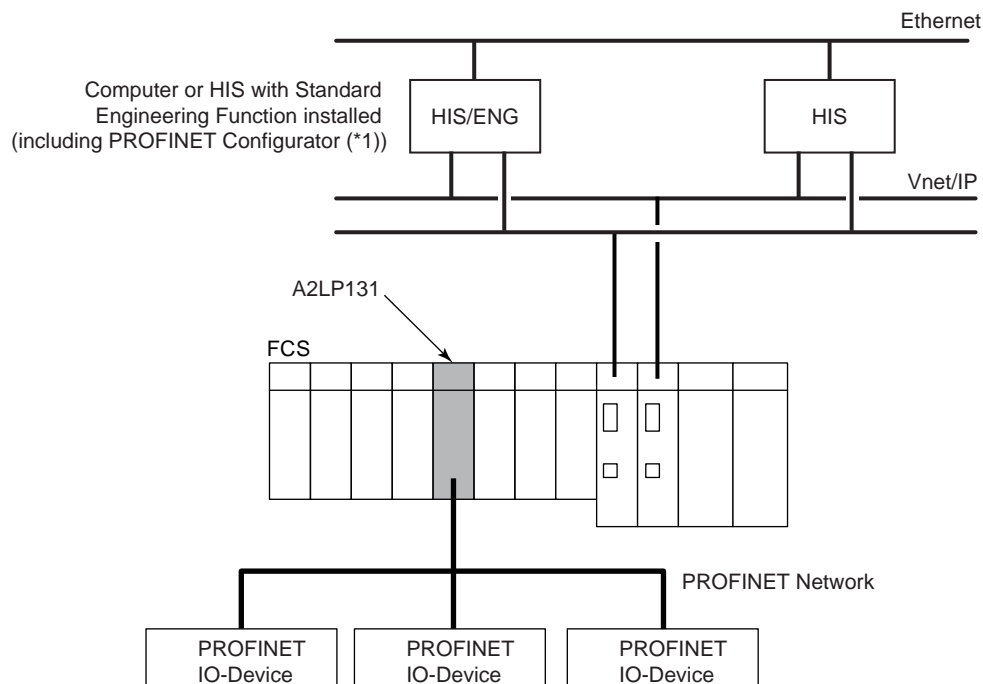 Ethernet
Computer or HIS with Standard
Engineering Function installed
(including PROFINET Configurator (*1))
HIS/ENG
HIS
Vnet/IP
A2LP131
FCS
PROFINET Network
PROFINET
IO-Device
PROFINET
IO-Device
PROFINET
IO-Device